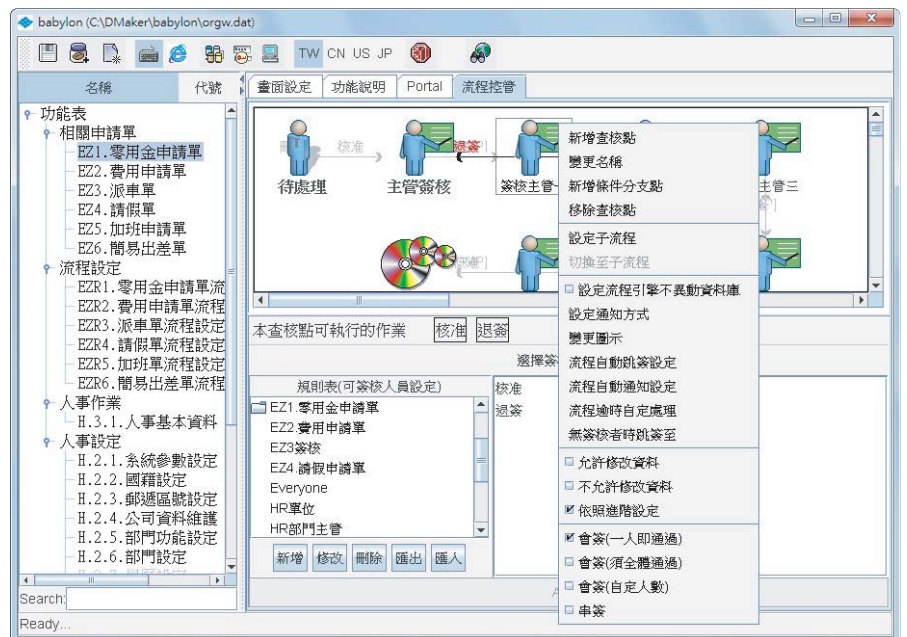 babylon (C:\DMaker\babylon\orgw.dat)
TW CN US JP
名稱 代號
功能表
相關申請單
EZ1.零用金申請單
EZ2.費用申請單
EZ3.派車單
EZ4.請假單
EZ5.加班申請單
EZ6.簡易出差單
流程設定
EZR1.零用金申請單流
EZR2.費用申請單流程
EZR3.派車單流程設定
EZR4.請假單流程設定
EZR5.加班單流程設定
EZR6.簡易出差單流程
人事作業
H.3.1.人事基本資料
人事設定
H.2.1.系統參數設定
H.2.2.國籍設定
H.2.3.郵遞區號設定
H.2.4.公司資料維護
H.2.5.部門功能設定
H.2.6.部門設定
Search:
Ready...
畫面設定 功能說明 Portal 流程控管
核准 退簽
待處理 主管簽核 簽核主管一 主管三
本查核點可執行的作業 核准 退簽
選擇簽
規則表(可簽核人員設定)
EZ1.零用金申請單
EZ2.費用申請單
EZ3簽核
EZ4.請假申請單
Everyone
HR單位
HR部門主管
新增 修改 刪除 匯出 匯入
核准
退簽
新增查核點
變更名稱
新增條件分支點
移除查核點
設定子流程
切換至子流程
設定流程引擎不異動資料庫
設定通知方式
變更圖示
流程自動跳簽設定
流程自動通知設定
流程逾時自定處理
無簽核者時跳簽至
允許修改資料
不允許修改資料
依照進階設定
會簽(一人即通過)
會簽(須全體通過)
會簽(自定人數)
串簽